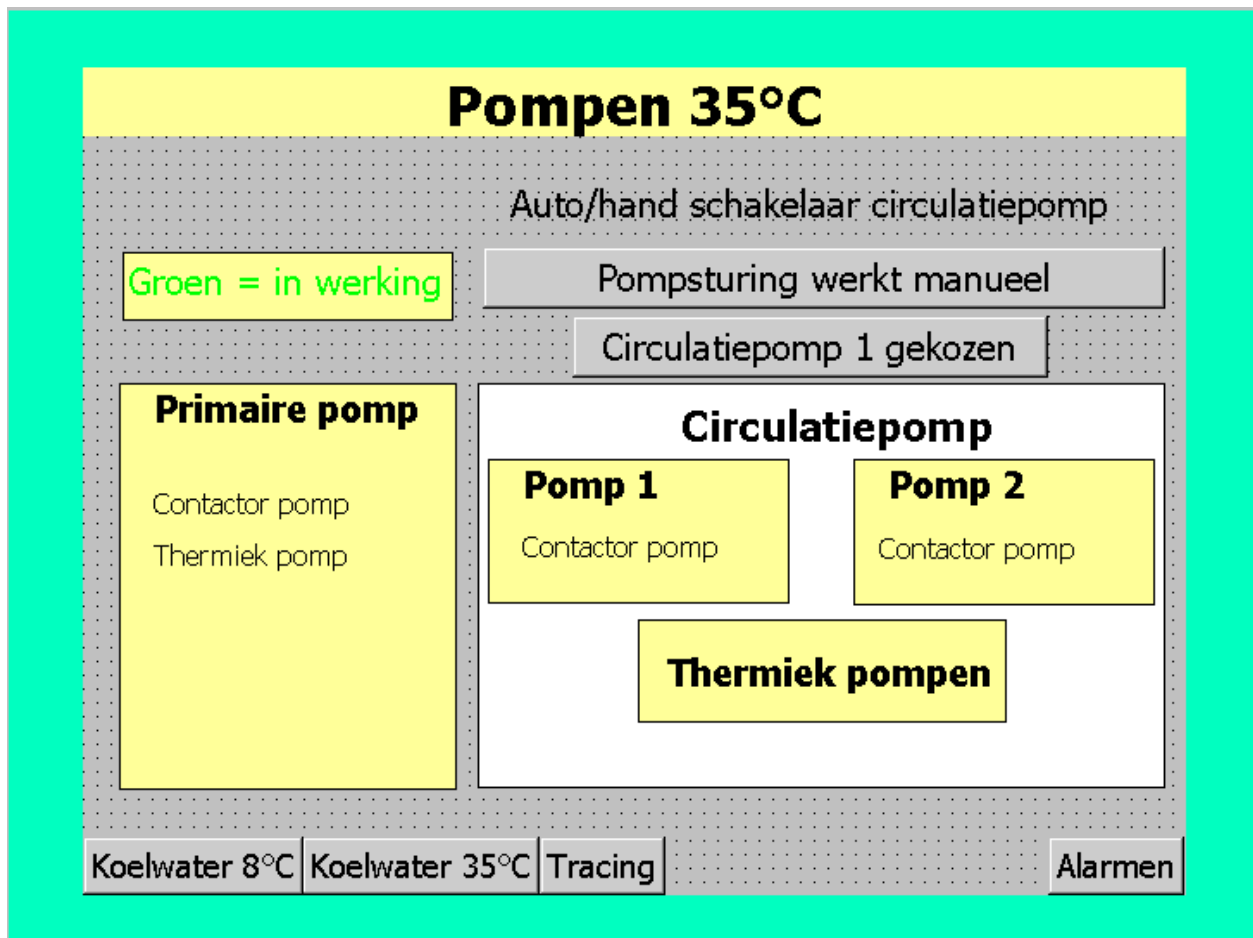 Pompen 35°C
Auto/hand schakelaar circulatiepomp
Groen = in werking
Pompsturing werkt manueel
Circulatiepomp 1 gekozen
Primaire pomp
Contactor pomp
Thermiek pomp
Circulatiepomp
Pomp 1
Contactor pomp
Pomp 2
Contactor pomp
Thermiek pompen
Koelwater 8°C
Koelwater 35°C
Tracing
Alarmen